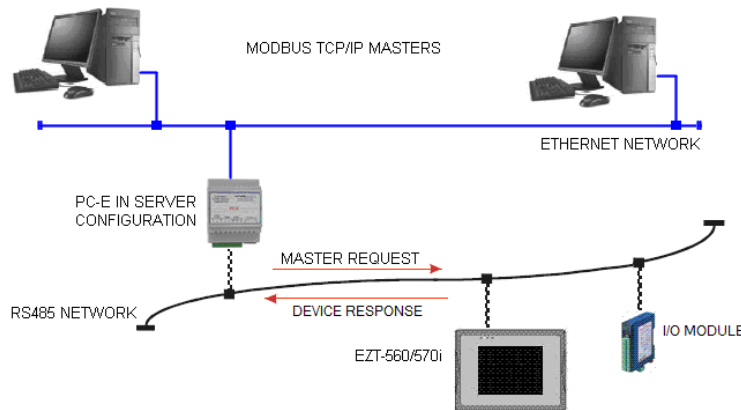 MODBUS TCP/IP MASTERS
ETHERNET NETWORK
PC-E IN SERVER
CONFIGURATION
MASTER REQUEST
RS485 NETWORK
DEVICE RESPONSE
I/O MODULE
EZT-560/570i